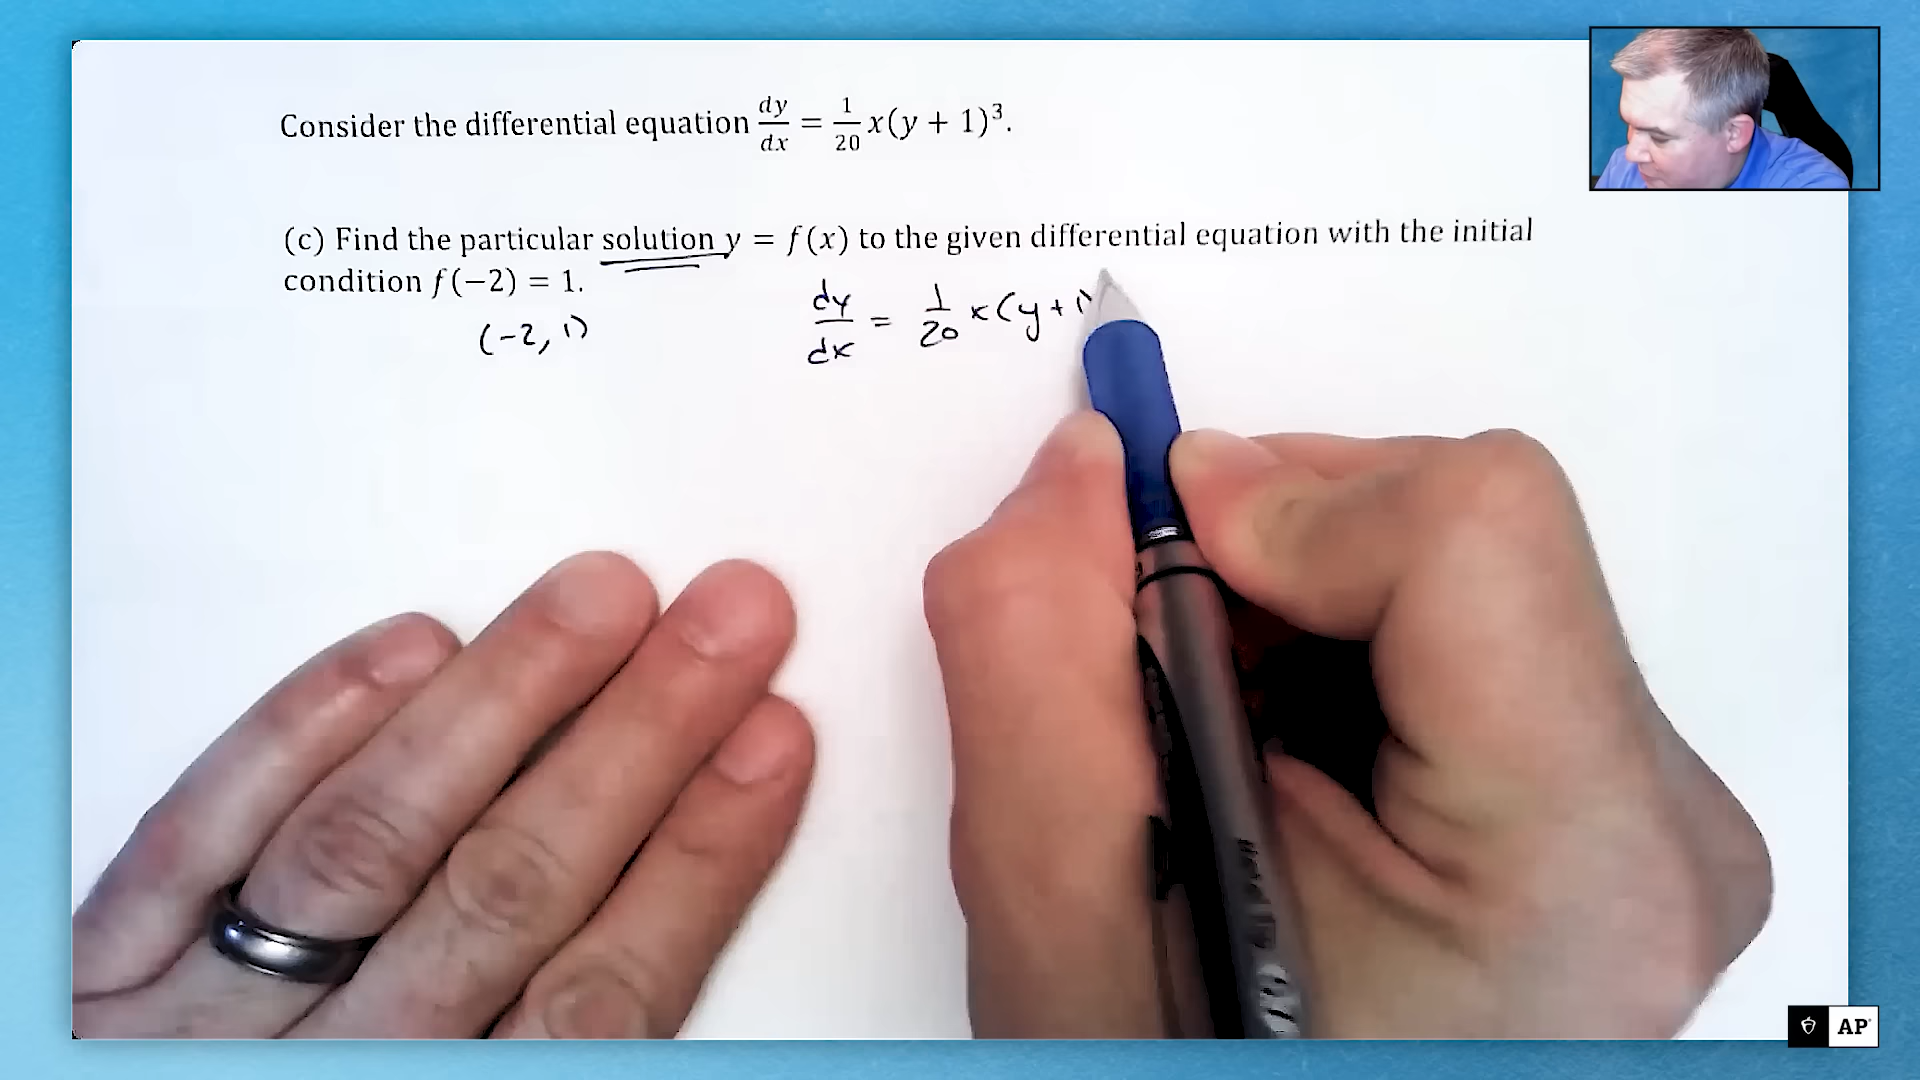 Consider the differential equation dy/dx = 1/20 x(y + 1)³.
(c) Find the particular solution y = f(x) to the given differential equation with the initial
condition f(−2) = 1.
(-2, 1)
dy/dx = 1/20 x(y+1)
AP